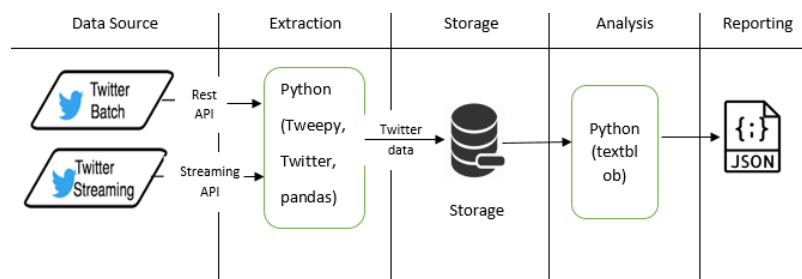 Data Source
Extraction
Storage
Analysis
Reporting
Twitter
Batch
Rest
API
Twitter
Streaming
Streaming
API
Python
(Tweepy,
Twitter,
pandas)
Twitter
data
Storage
Python
(textbl
ob)
{;}
JSON